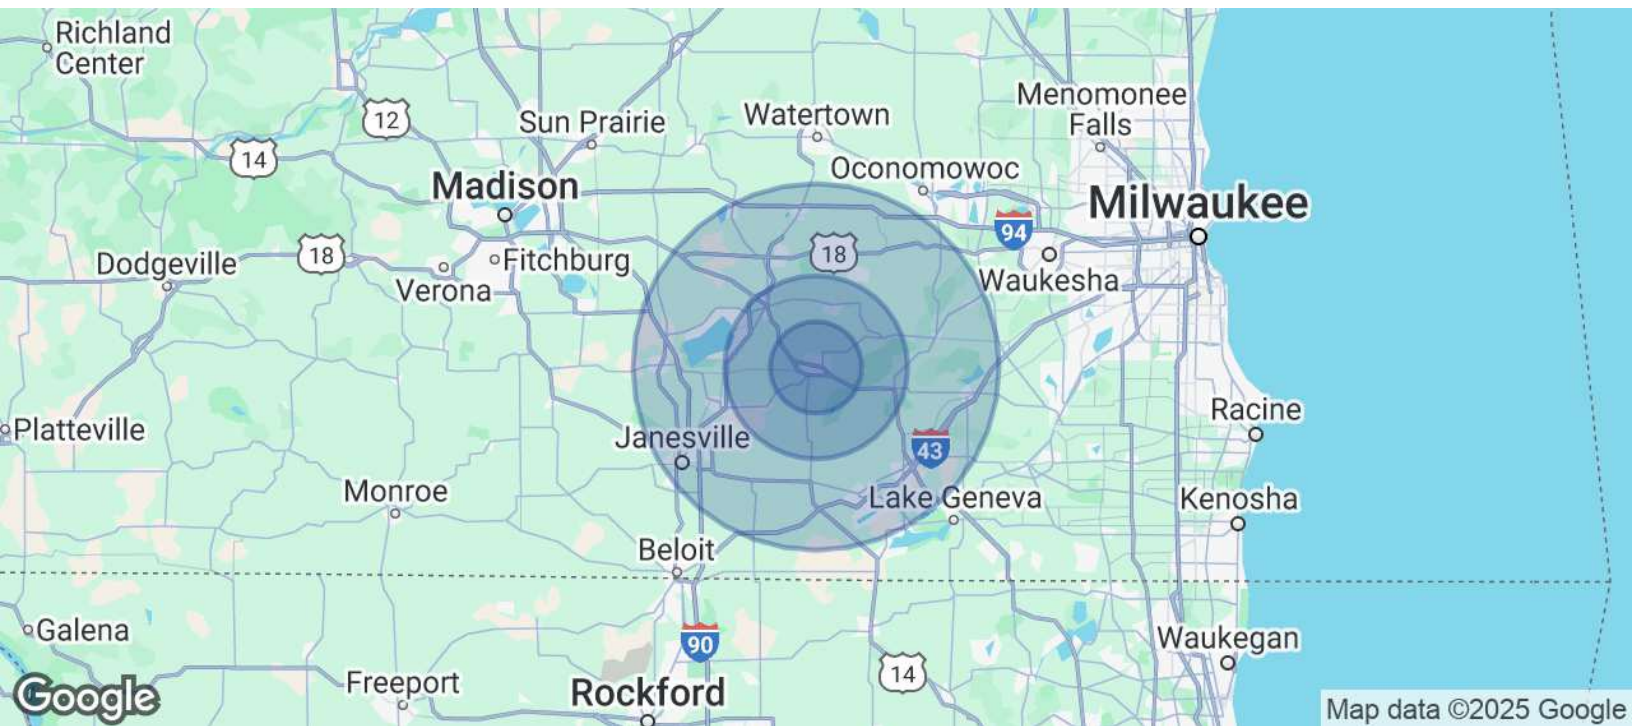 Richland
Center
12
14
Sun Prairie
Watertown
Menomonee
Falls
Oconomowoc
Madison
Milwaukee
94
18
18
Dodgeville
Fitchburg
Verona
Waukesha
Platteville
Racine
Janesville
43
Monroe
Lake Geneva
Kenosha
Beloit
Galena
90
Waukegan
14
Freeport
Rockford
Google
Map data ©2025 Google